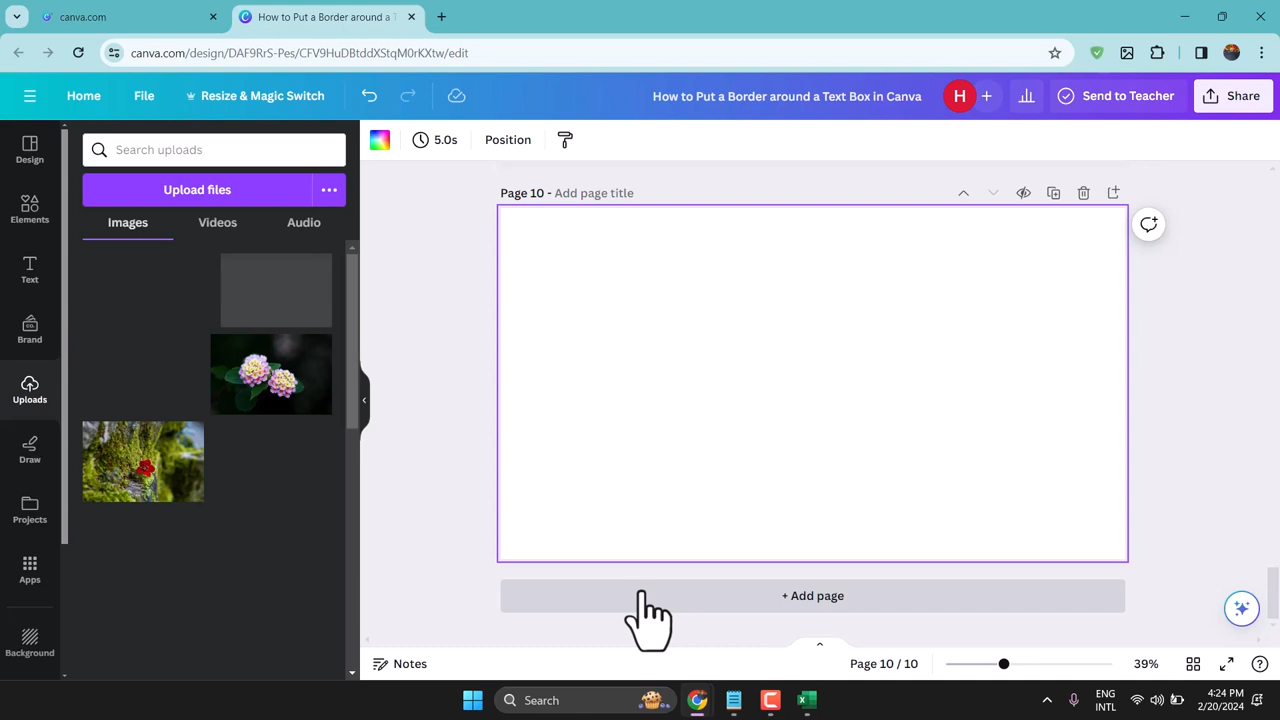 canva.com
How to Put a Border around a T
canva.com/design/DAF9RrS-Pes/CFV9HuDBtddXStqM0rKXtw/edit
Home
File
Resize & Magic Switch
How to Put a Border around a Text Box in Canva
H
Send to Teacher
Share
Design
Elements
Text
CO.
Brand
Uploads
Draw
Projects
Apps
Background
Search uploads
Upload files
Images
Videos
Audio
5.0s
Position
Page 10 - Add page title
+ Add page
Notes
Page 10 / 10
39%
Search
ENG
INTL
4:24 PM
2/20/2024